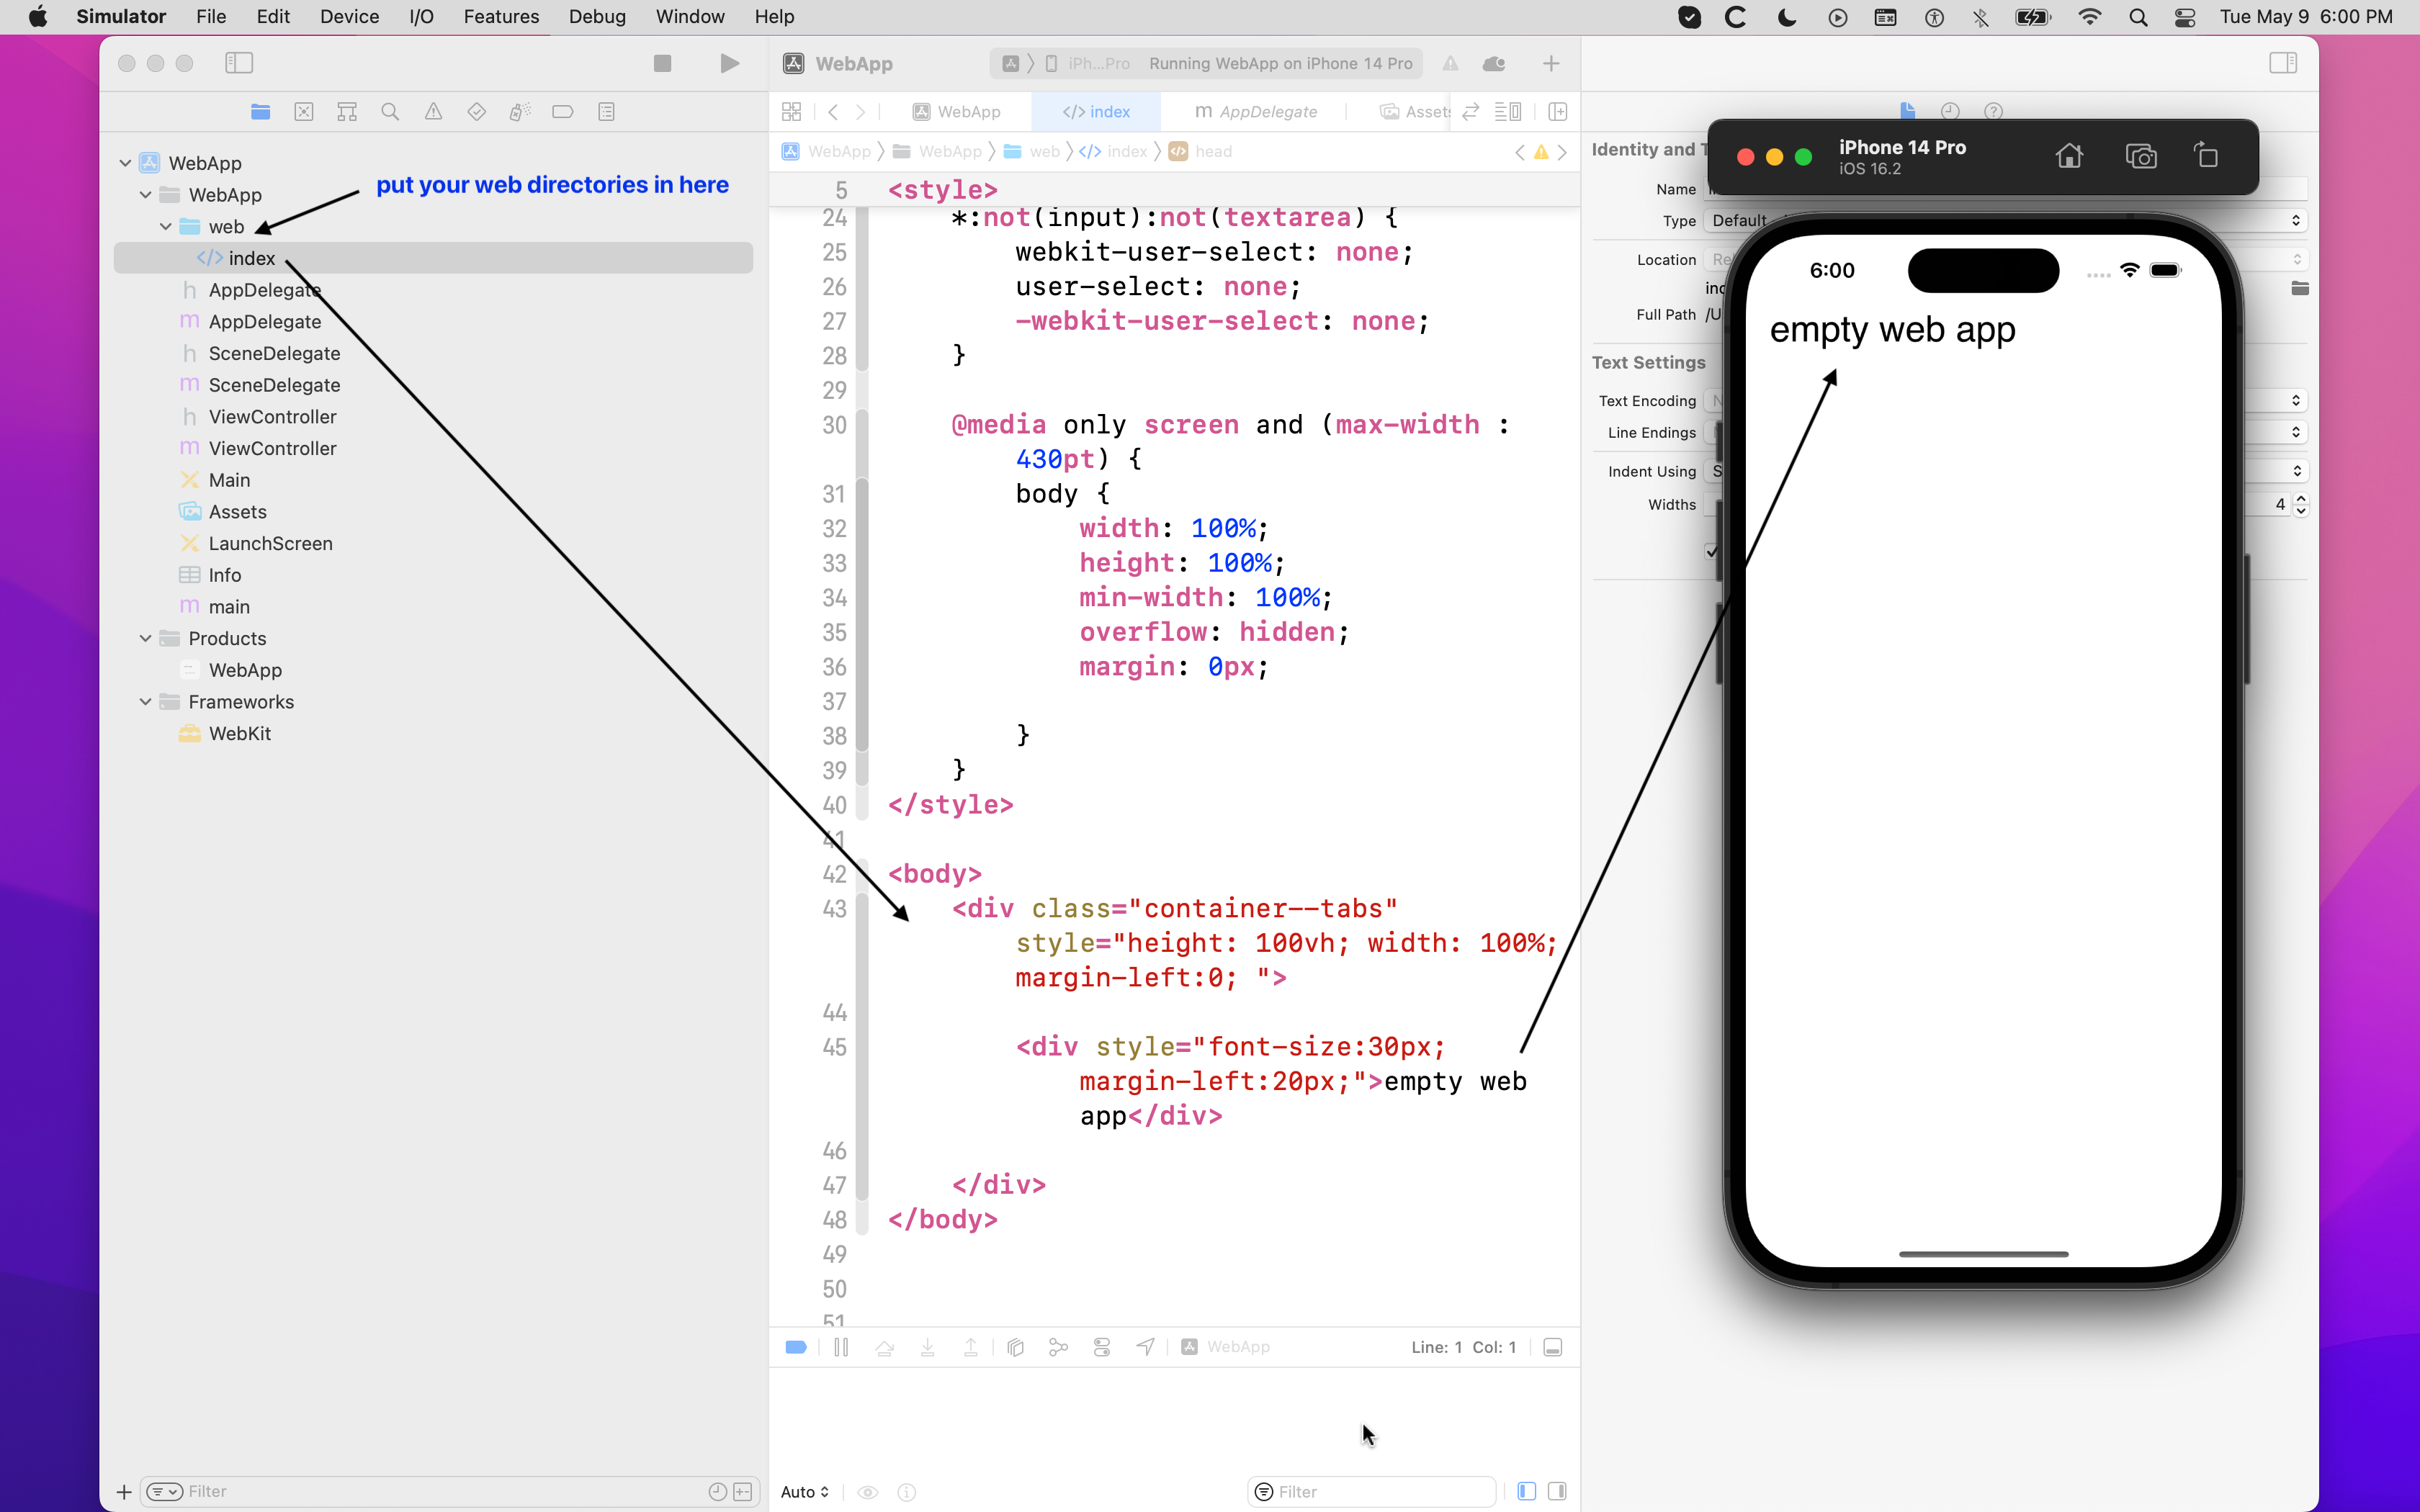 Simulator File Edit Device I/O Features Debug Window Help
Tue May 9 6:00 PM
WebApp
iPh...Pro Running WebApp on iPhone 14 Pro
WebApp </> index m AppDelegate Assets
WebApp WebApp web </> index head
WebApp
WebApp
web
</> index
h AppDelegate
m AppDelegate
h SceneDelegate
m SceneDelegate
h ViewController
m ViewController
Main
Assets
LaunchScreen
Info
m main
Products
WebApp
Frameworks
WebKit
put your web directories in here
Filter
5 <style>
24 *:not(input):not(textarea) {
25 webkit-user-select: none;
26 user-select: none;
27 -webkit-user-select: none;
28 }
29
30 @media only screen and (max-width :
430pt) {
31 body {
32 width: 100%;
33 height: 100%;
34 min-width: 100%;
35 overflow: hidden;
36 margin: 0px;
37
38 }
39 }
40 </style>
41
42 <body>
43 <div class="container--tabs"
style="height: 100vh; width: 100%;
margin-left:0; ">
44
45 <div style="font-size:30px;
margin-left:20px;">empty web
app</div>
46
47 </div>
48 </body>
49
50
51
WebApp
Line: 1 Col: 1
Auto
Filter
Identity and T
Name
Type Default
Location Re
inc
Full Path /U
Text Settings
Text Encoding N
Line Endings
Indent Using S
Widths 4
iPhone 14 Pro
iOS 16.2
6:00
empty web app